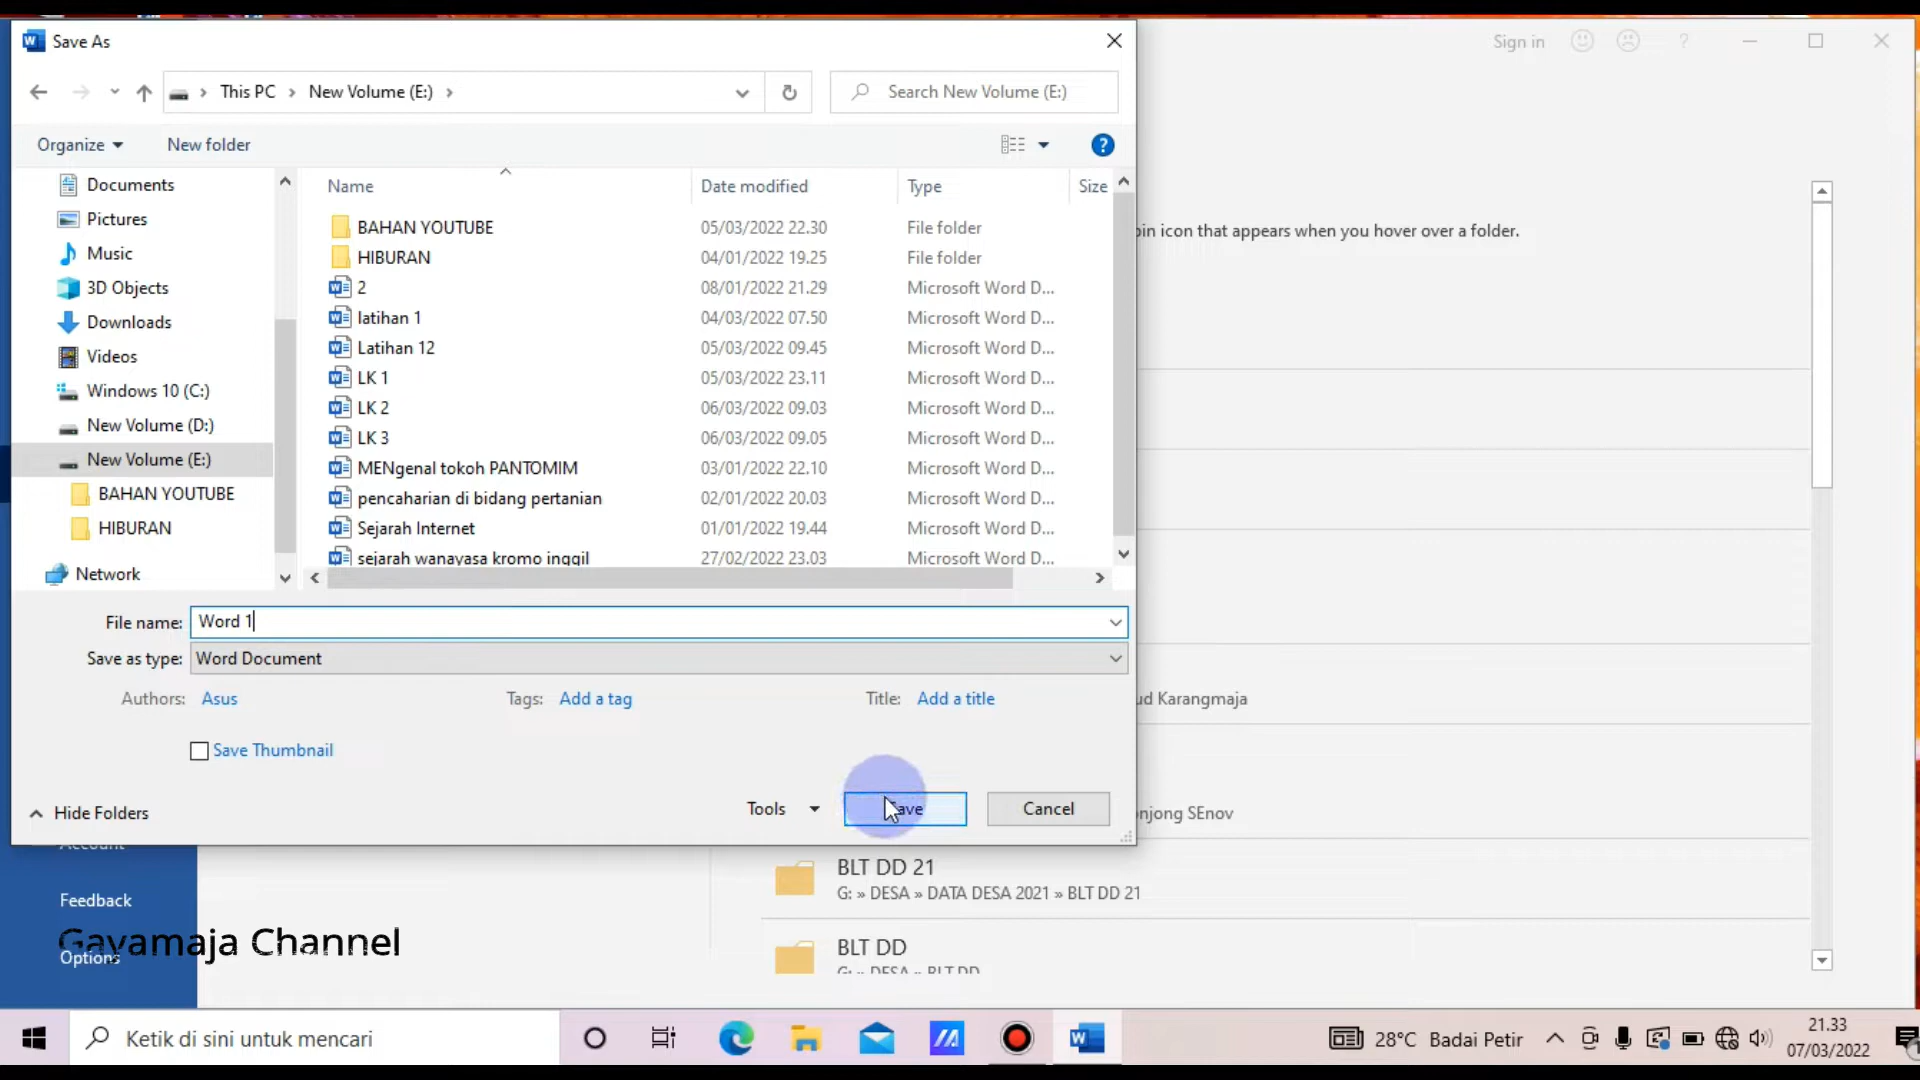 Save As
Sign in
This PC > New Volume (E:) >
Search New Volume (E:)
Organize
New folder
Documents
Pictures
Music
3D Objects
Downloads
Videos
Windows 10 (C:)
New Volume (D:)
New Volume (E:)
BAHAN YOUTUBE
HIBURAN
Network
Name Date modified Type Size
BAHAN YOUTUBE 05/03/2022 22.30 File folder
HIBURAN 04/01/2022 19.25 File folder
2 08/01/2022 21.29 Microsoft Word D...
latihan 1 04/03/2022 07.50 Microsoft Word D...
Latihan 12 05/03/2022 09.45 Microsoft Word D...
LK 1 05/03/2022 23.11 Microsoft Word D...
LK 2 06/03/2022 09.03 Microsoft Word D...
LK 3 06/03/2022 09.05 Microsoft Word D...
MENgenal tokoh PANTOMIM 03/01/2022 22.10 Microsoft Word D...
pencaharian di bidang pertanian 02/01/2022 20.03 Microsoft Word D...
Sejarah Internet 01/01/2022 19.44 Microsoft Word D...
sejarah wanayasa kromo inggil 27/02/2022 23.03 Microsoft Word D...
icon that appears when you hover over a folder.
File name: Word 1
Save as type: Word Document
Authors: Asus Tags: Add a tag Title: Add a title
Karangmaja
Save Thumbnail
Hide Folders
Tools
Save
Cancel
SEnov
Account
Feedback
Options
BLT DD 21
G: » DESA » DATA DESA 2021 » BLT DD 21
BLT DD
G: » DESA » BLT DD
Gayamaja Channel
Ketik di sini untuk mencari
28°C Badai Petir
21.33
07/03/2022